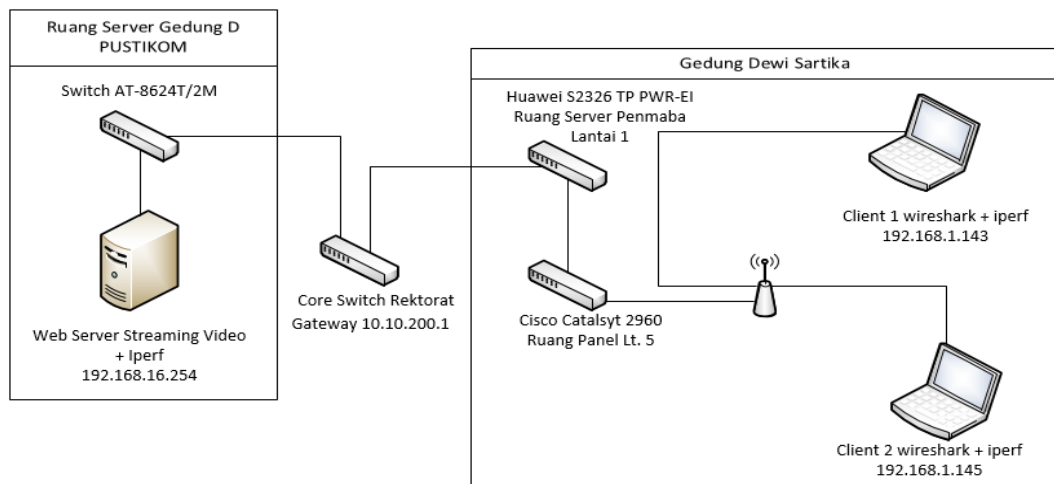 Ruang Server Gedung D
PUSTIKOM
Switch AT-8624T/2M
Web Server Streaming Video
+ Iperf
192.168.16.254
Core Switch Rektorat
Gateway 10.10.200.1
Gedung Dewi Sartika
Huawei S2326 TP PWR-EI
Ruang Server Penmaba
Lantai 1
Cisco Catalsyt 2960
Ruang Panel Lt. 5
Client 1 wireshark + iperf
192.168.1.143
Client 2 wireshark + iperf
192.168.1.145